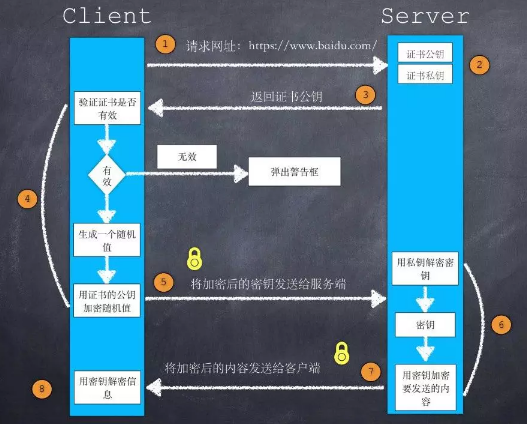 Client
Server
1
请求网址：https://www.baidu.com/
证书公钥
证书私钥
2
返回证书公钥
3
验证证书是否
有效
有
效
无效
弹出警告框
4
生成一个随机
值
用证书的公钥
加密随机值
5
将加密后的密钥发送给服务端
用私钥解密密
钥
密钥
6
用密钥加密
要发送的内
容
将加密后的内容发送给客户端
7
8
用密钥解密信
息